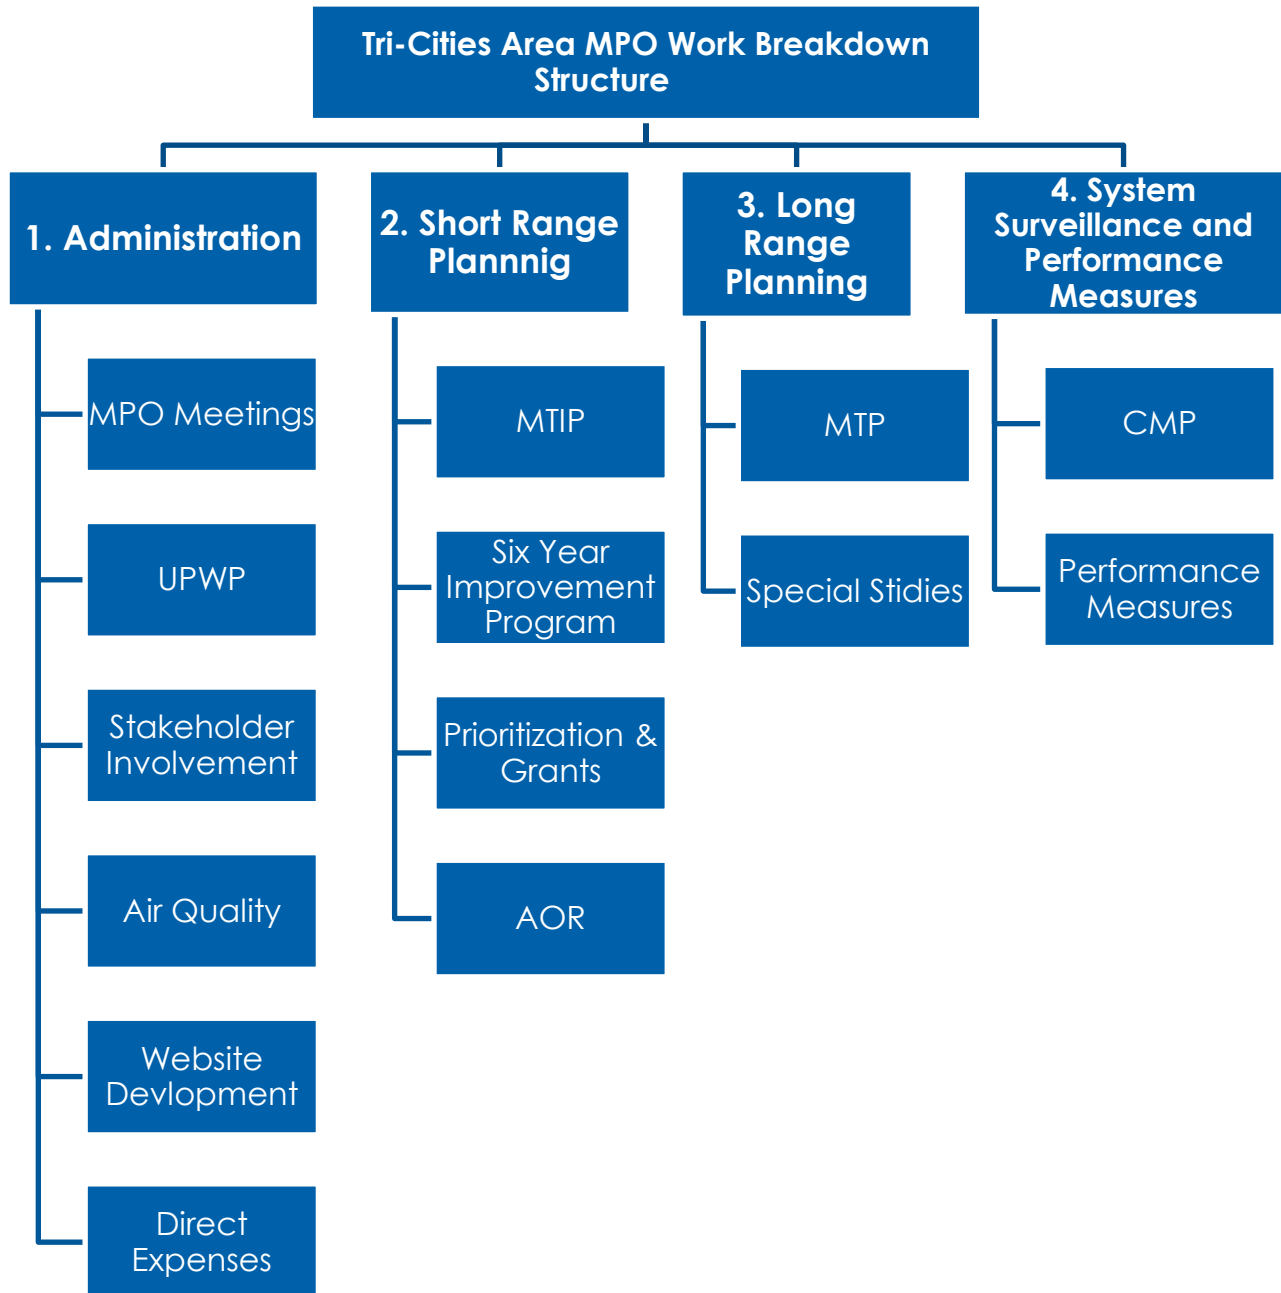 Tri-Cities Area MPO Work Breakdown
Structure
1. Administration
MPO Meetings
UPWP
Stakeholder
Involvement
Air Quality
Website
Devlopment
Direct
Expenses
2. Short Range
Plannnig
MTIP
Six Year
Improvement
Program
Prioritization &
Grants
AOR
3. Long
Range
Planning
MTP
Special Stidies
4. System
Surveillance and
Performance
Measures
CMP
Performance
Measures